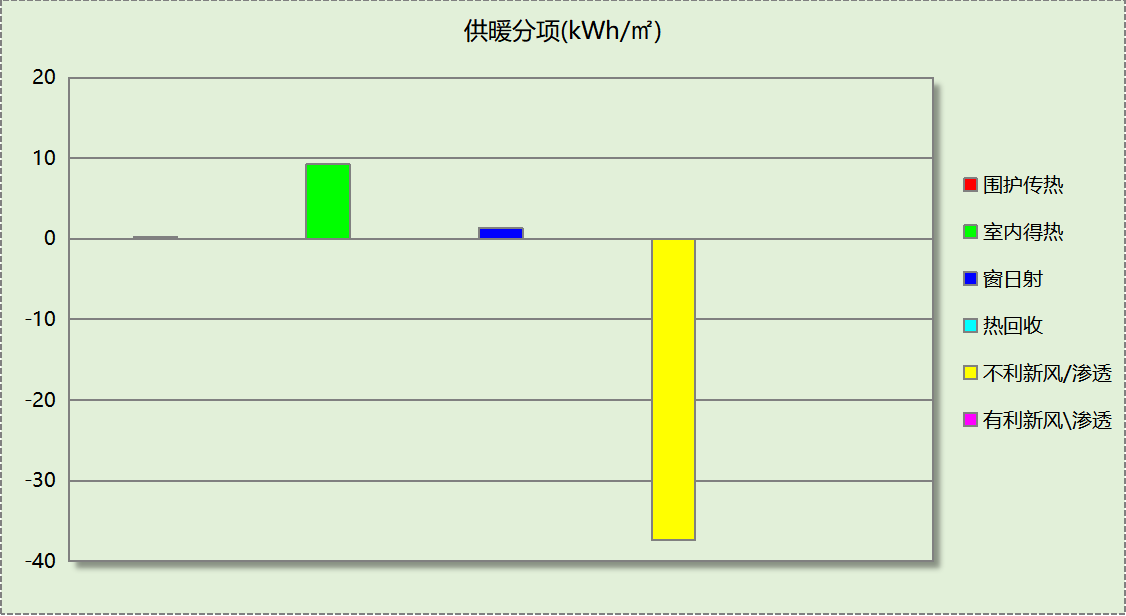 供暖分项(kWh/㎡)
20
10
0
-10
-20
-30
-40
围护传热
室内得热
窗日射
热回收
不利新风/渗透
有利新风\渗透